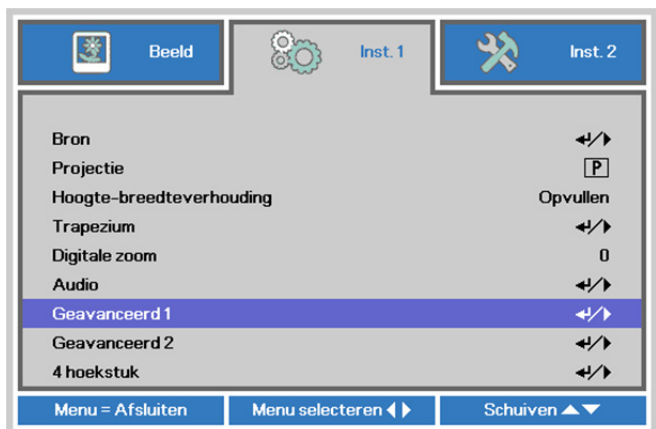 Beeld Inst. 1 Inst. 2
Bron ↵/▶
Projectie P
Hoogte-breedteverhouding Opvullen
Trapezium ↵/▶
Digitale zoom 0
Audio ↵/▶
Geavanceerd 1 ↵/▶
Geavanceerd 2 ↵/▶
4 hoekstuk ↵/▶
Menu = Afsluiten Menu selecteren ◀ ▶ Schuiven ▲▼